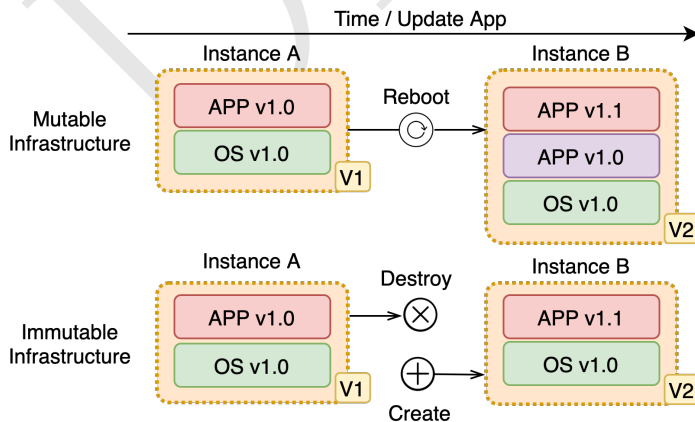 Time / Update App
Instance A
Instance B
Mutable
Infrastructure
APP v1.0
OS v1.0
V1
Reboot
APP v1.1
APP v1.0
OS v1.0
V2
Instance A
Instance B
Immutable
Infrastructure
APP v1.0
OS v1.0
V1
Destroy
Create
APP v1.1
OS v1.0
V2